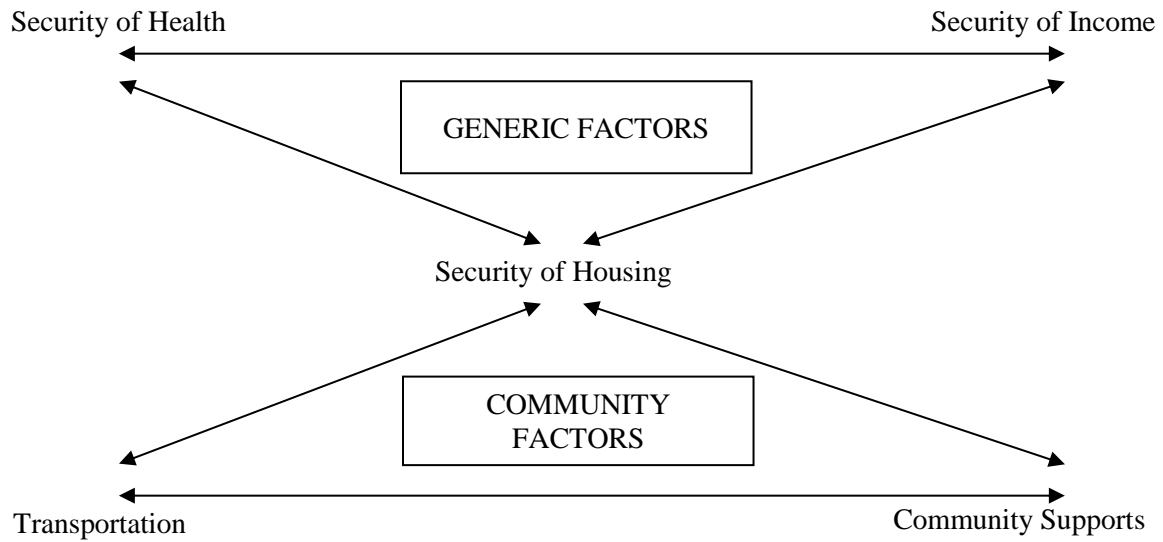 Security of Health
Security of Income
GENERIC FACTORS
Security of Housing
COMMUNITY
FACTORS
Transportation
Community Supports